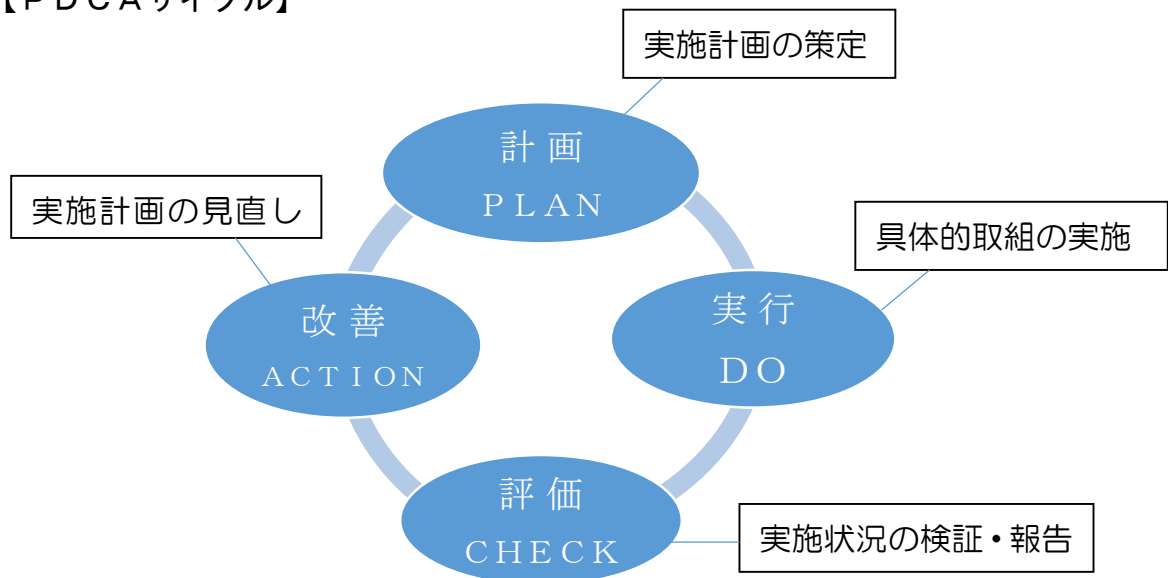 【ＰＤＣＡサイクル】
実施計画の策定
計画
ＰＬＡＮ
実施計画の見直し
具体的取組の実施
改善
ＡＣＴＩＯＮ
実行
ＤＯ
評価
ＣＨＥＣＫ
実施状況の検証・報告